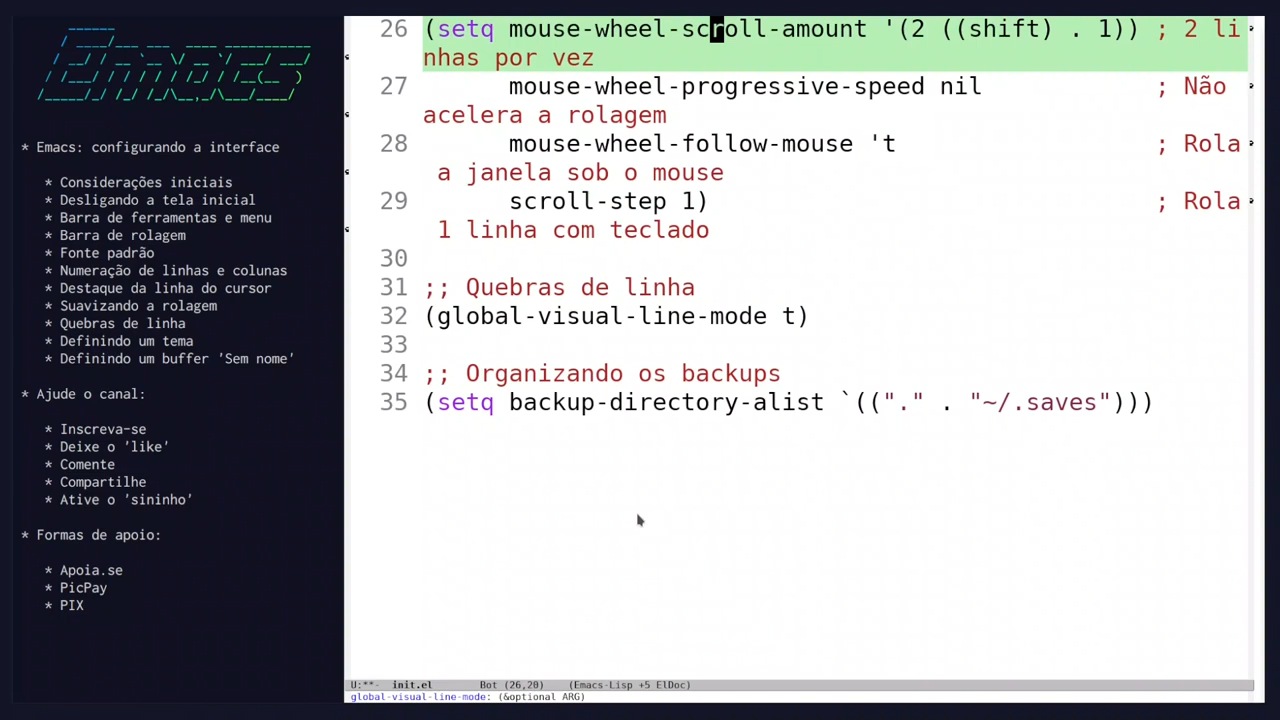 Emacs
* Emacs: configurando a interface
* Considerações iniciais
* Desligando a tela inicial
* Barra de ferramentas e menu
* Barra de rolagem
* Fonte padrão
* Numeração de linhas e colunas
* Destaque da linha do cursor
* Suavizando a rolagem
* Quebras de linha
* Definindo um tema
* Definindo um buffer 'Sem nome'
* Ajude o canal:
* Inscreva-se
* Deixe o 'like'
* Comente
* Compartilhe
* Ative o 'sininho'
* Formas de apoio:
* Apoia.se
* PicPay
* PIX
26 (setq mouse-wheel-scroll-amount '(2 ((shift) . 1)) ; 2 li
nhas por vez
27 mouse-wheel-progressive-speed nil ; Não
acelera a rolagem
28 mouse-wheel-follow-mouse 't ; Rola
a janela sob o mouse
29 scroll-step 1) ; Rola
1 linha com teclado
30
31 ;; Quebras de linha
32 (global-visual-line-mode t)
33
34 ;; Organizando os backups
35 (setq backup-directory-alist `(("." . "~/.saves")))
U:**- init.el Bot (26,20) (Emacs-Lisp +5 ElDoc)
global-visual-line-mode: (&optional ARG)